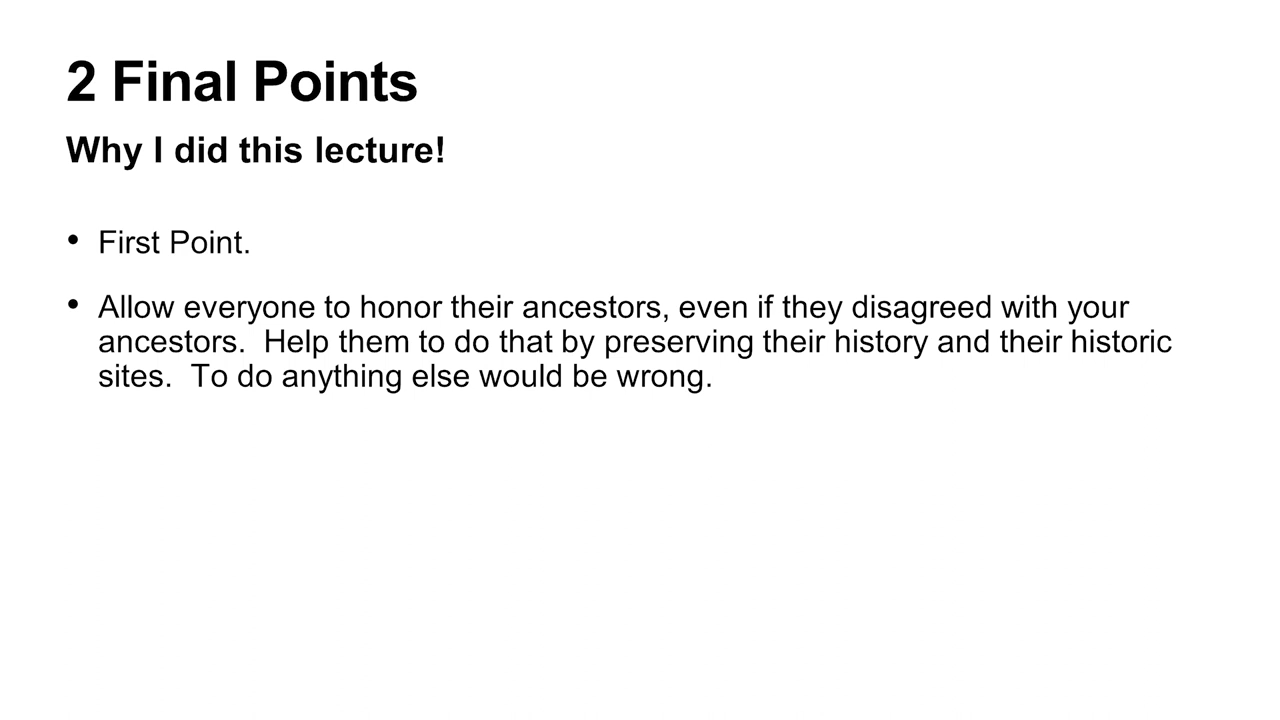 2 Final Points
Why I did this lecture!
• First Point.
• Allow everyone to honor their ancestors, even if they disagreed with your
ancestors.  Help them to do that by preserving their history and their historic
sites.  To do anything else would be wrong.